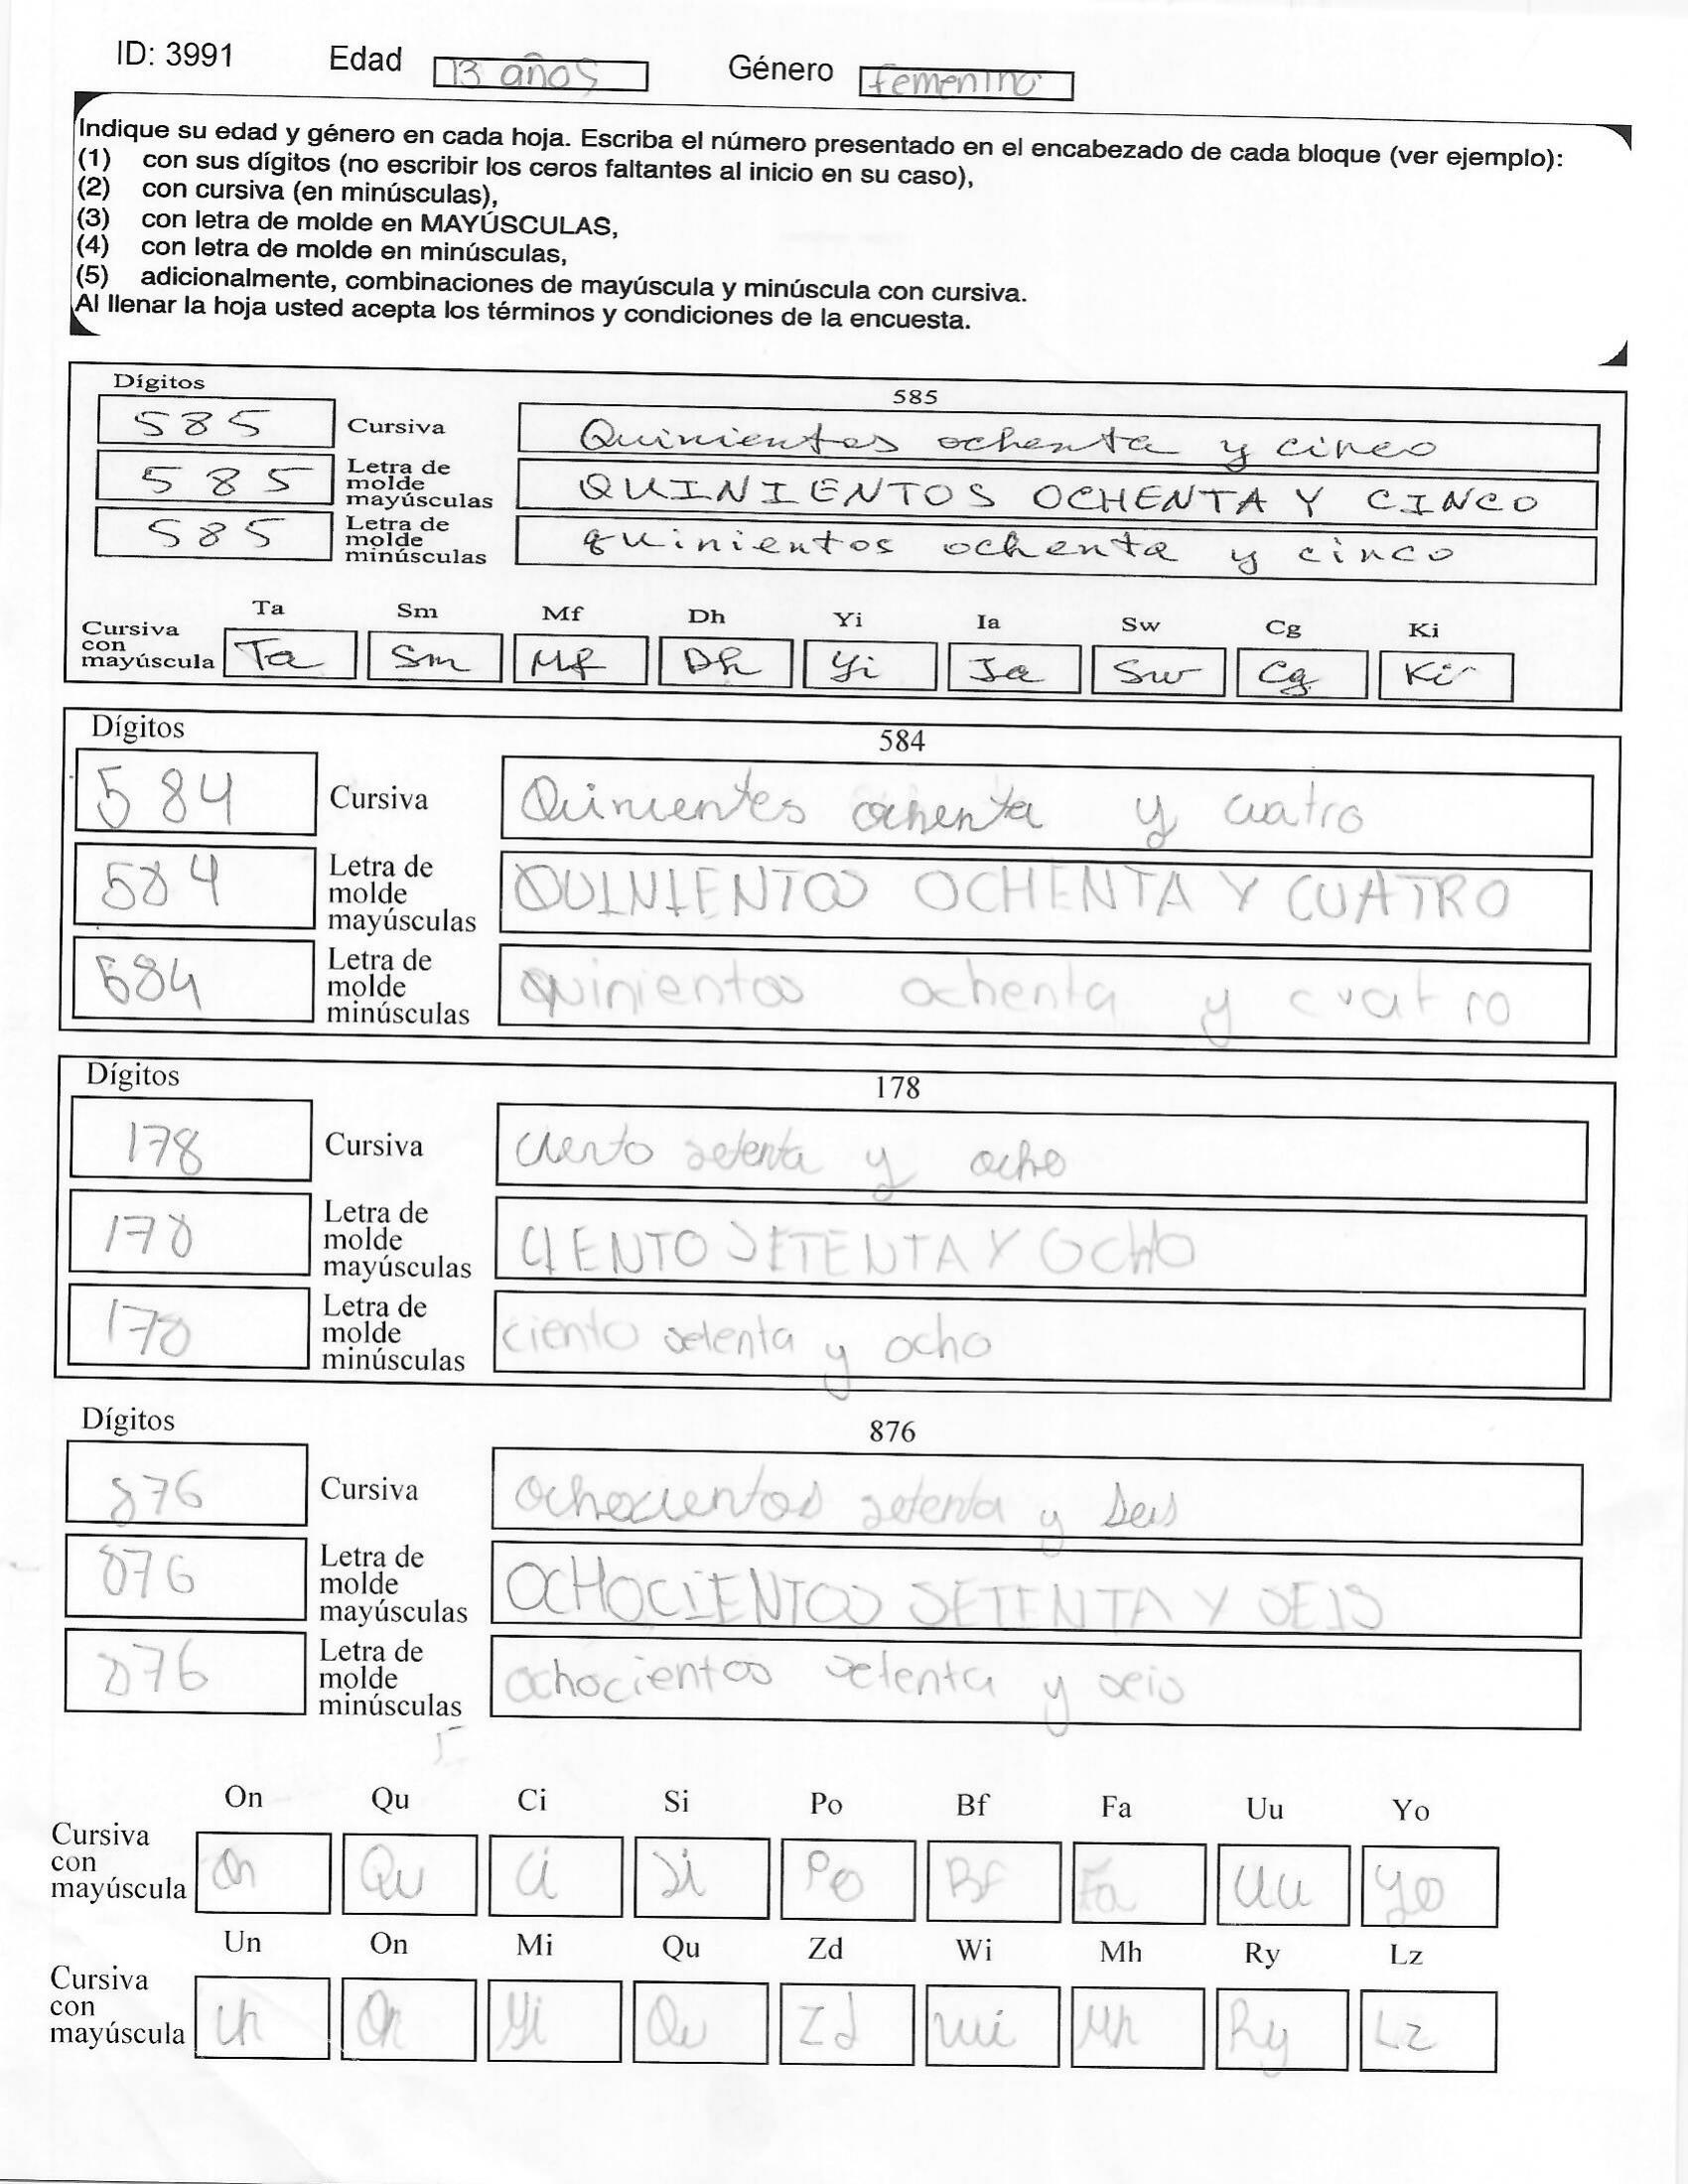 ID: 3991 Edad 13 años Género femenino
Indique su edad y género en cada hoja. Escriba el número presentado en el encabezado de cada bloque (ver ejemplo):
(1) con sus dígitos (no escribir los ceros faltantes al inicio en su caso),
(2) con cursiva (en minúsculas),
(3) con letra de molde en MAYÚSCULAS,
(4) con letra de molde en minúsculas,
(5) adicionalmente, combinaciones de mayúscula y minúscula con cursiva.
Al llenar la hoja usted acepta los términos y condiciones de la encuesta.
Dígitos 585
585 Cursiva Quinientos ochenta y cinco
585 Letra de molde mayúsculas QUINIENTOS OCHENTA Y CINCO
585 Letra de molde minúsculas quinientos ochenta y cinco
Ta Sm Mf Dh Yi Ia Sw Cg Ki
Cursiva con mayúscula Ta Sm Mf Dh Yi Ia Sw Cg Ki
Dígitos 584
584 Cursiva Quinientes ochenta y cuatro
584 Letra de molde mayúsculas QUINIENTOS OCHENTA Y CUATRO
584 Letra de molde minúsculas quinientos ochenta y cuatro
Dígitos 178
178 Cursiva ciento setenta y ocho
178 Letra de molde mayúsculas CIENTO SETENTA Y OCHO
178 Letra de molde minúsculas ciento setenta y ocho
Dígitos 876
876 Cursiva ochocientos setenta y seis
876 Letra de molde mayúsculas OCHOCIENTOS SETENTA Y SEIS
876 Letra de molde minúsculas ochocientos setenta y seis
On Qu Ci Si Po Bf Fa Uu Yo
Cursiva con mayúscula On Qu Ci Si Po Bf Fa Uu Yo
Un On Mi Qu Zd Wi Mh Ry Lz
Cursiva con mayúscula Un On Mi Qu Zd Wi Mh Ry Lz